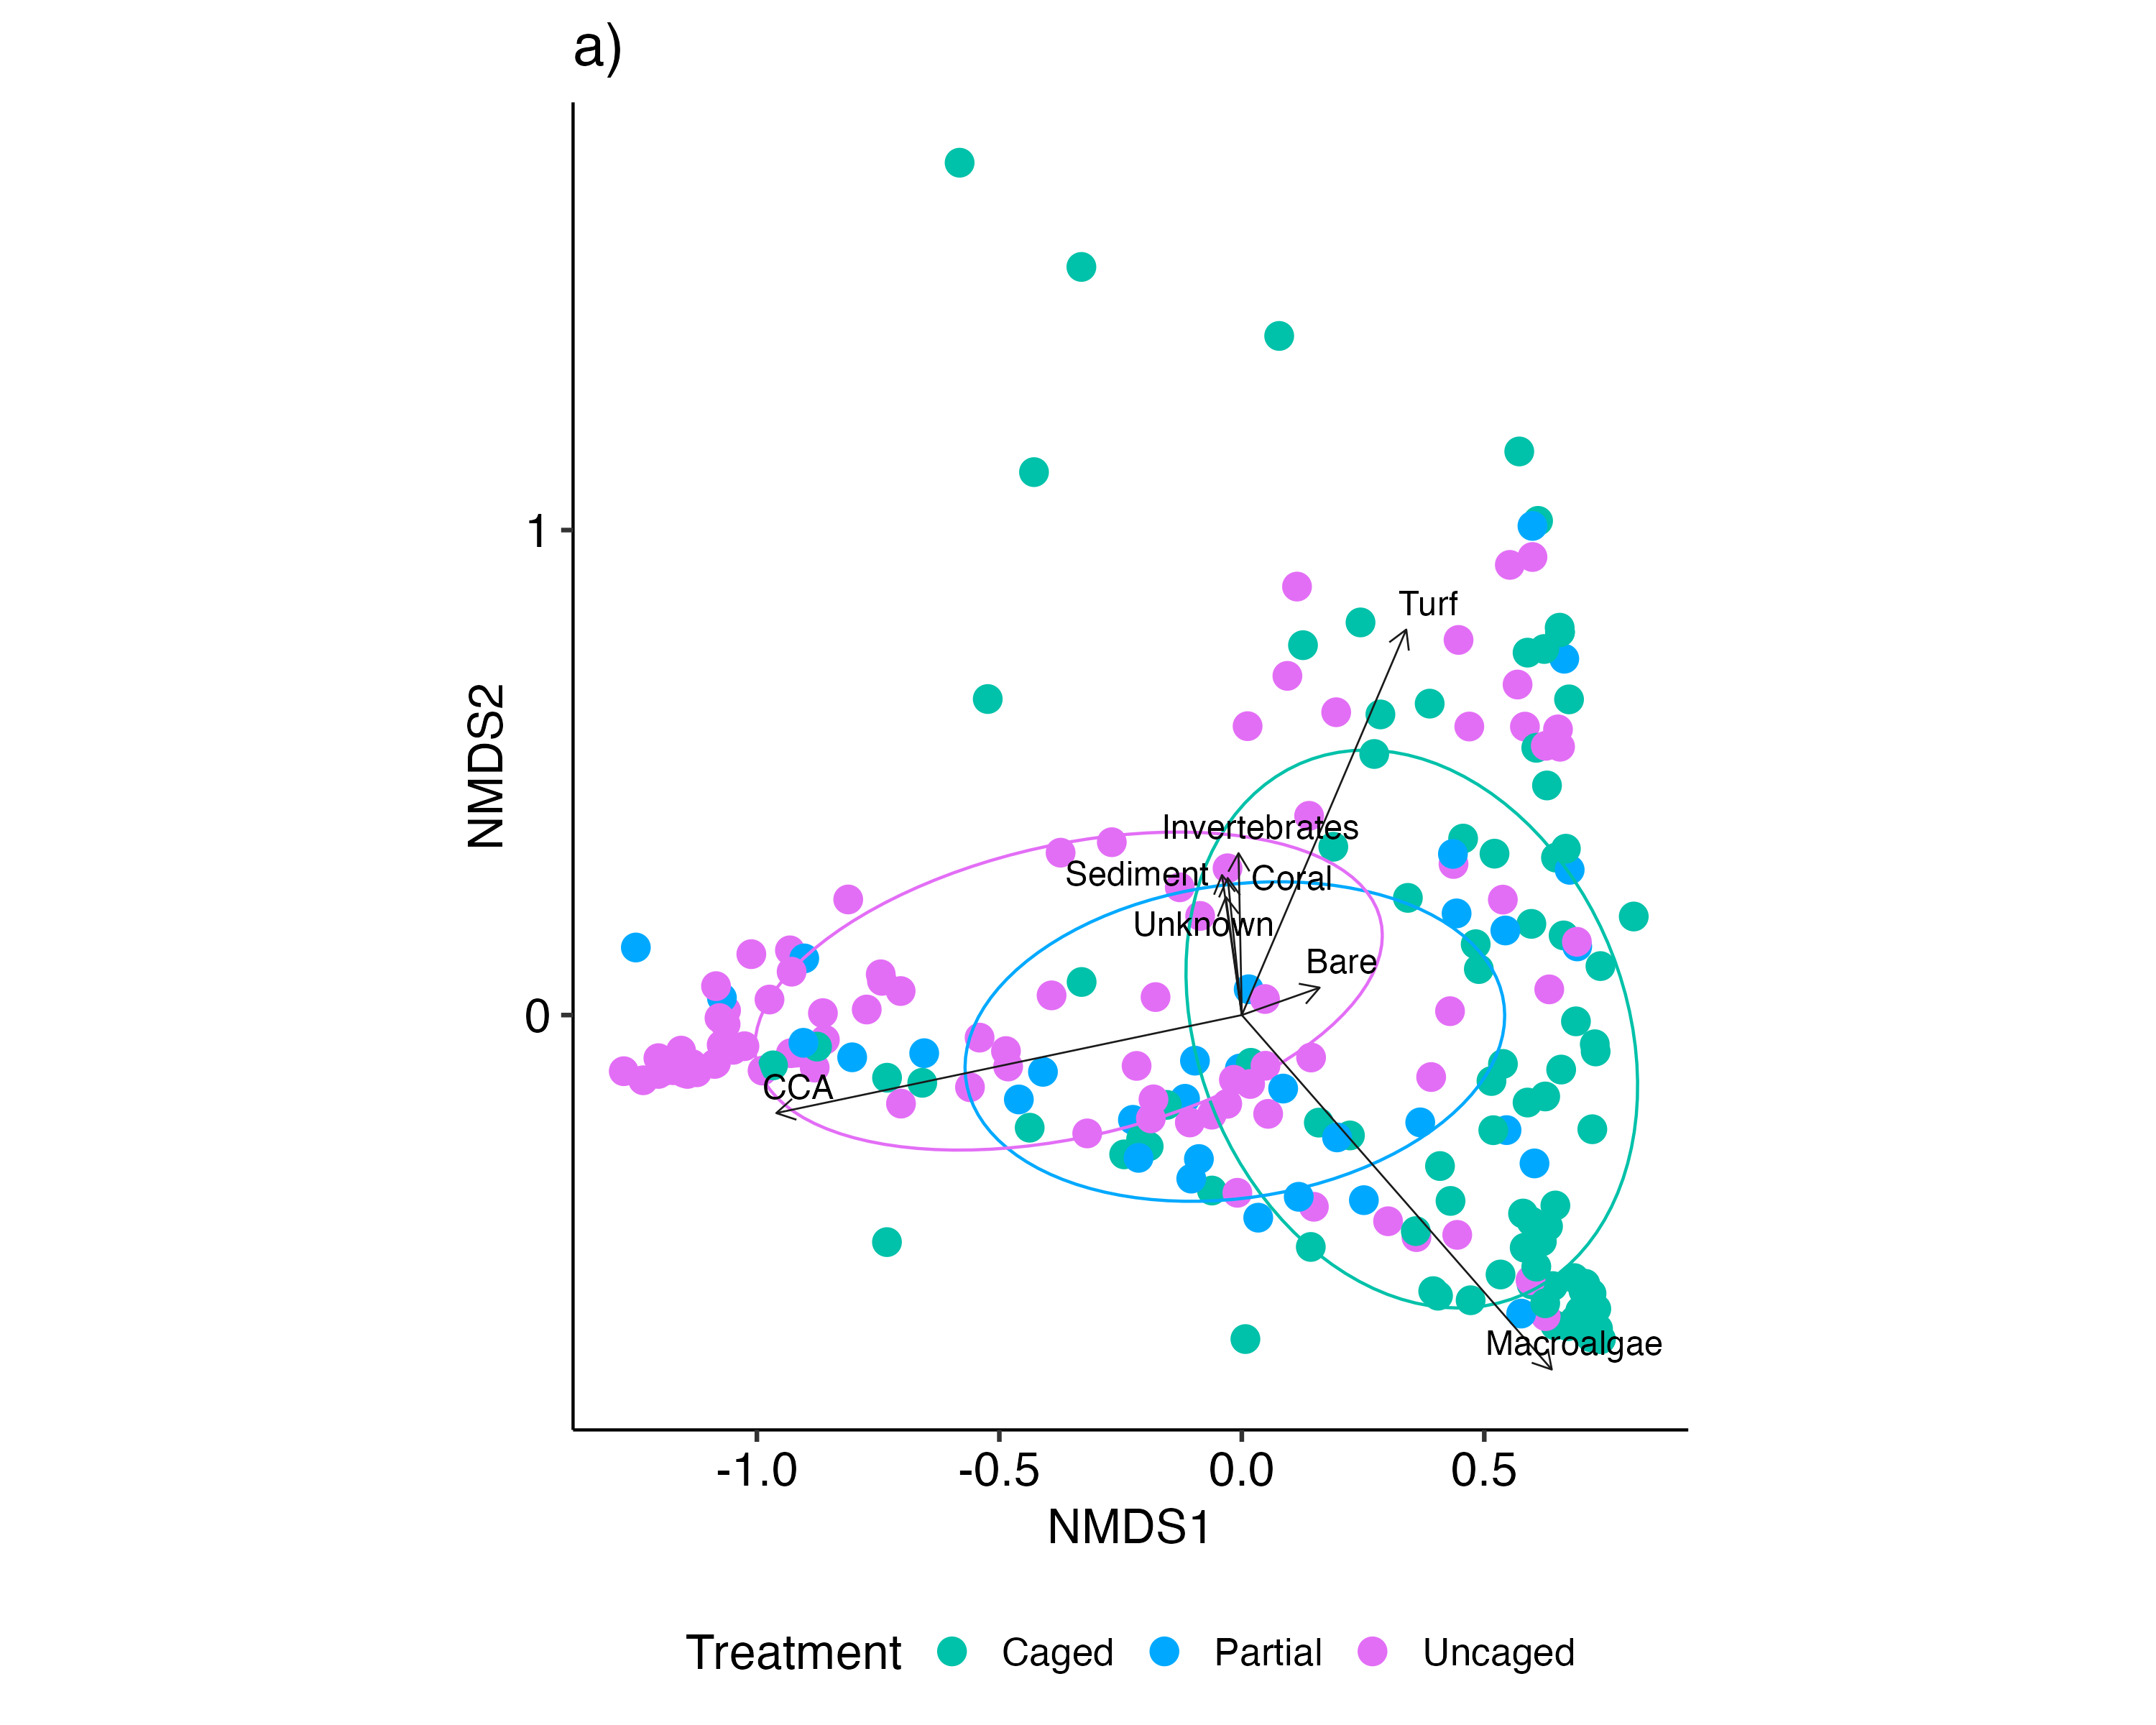 a)
NMDS2
1
0
Turf
Invertebrates
Sediment
Coral
Unknown
Bare
CCA
Macroalgae
-1.0 -0.5 0.0 0.5
NMDS1
Treatment Caged Partial Uncaged